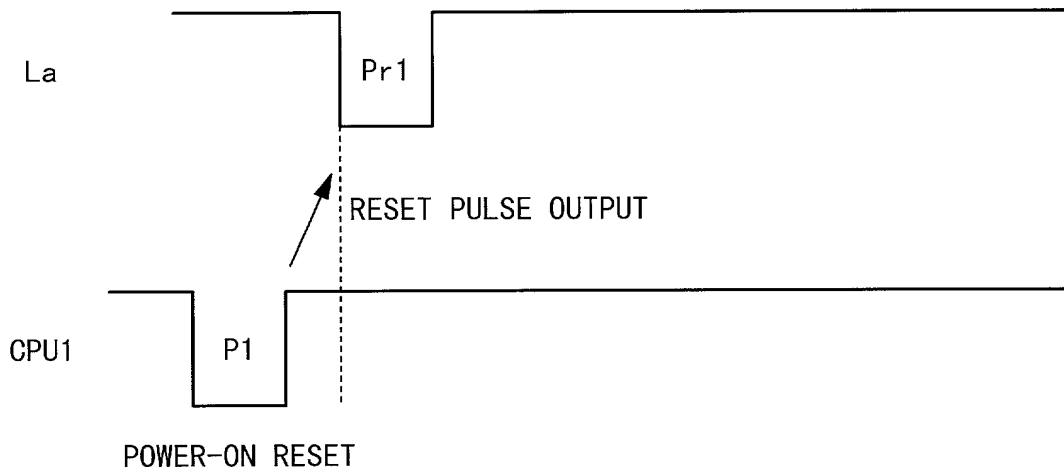 La
Pr1
RESET PULSE OUTPUT
CPU1
P1
POWER-ON RESET